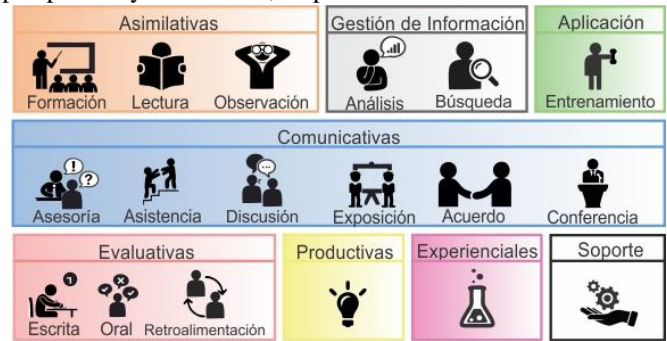 Asimilativas
Formación Lectura Observación
Gestión de Información
Análisis Búsqueda
Aplicación
Entrenamiento
Comunicativas
Asesoría Asistencia Discusión Exposición Acuerdo Conferencia
Evaluativas
Escrita Oral Retroalimentación
Productivas
Experienciales
Soporte